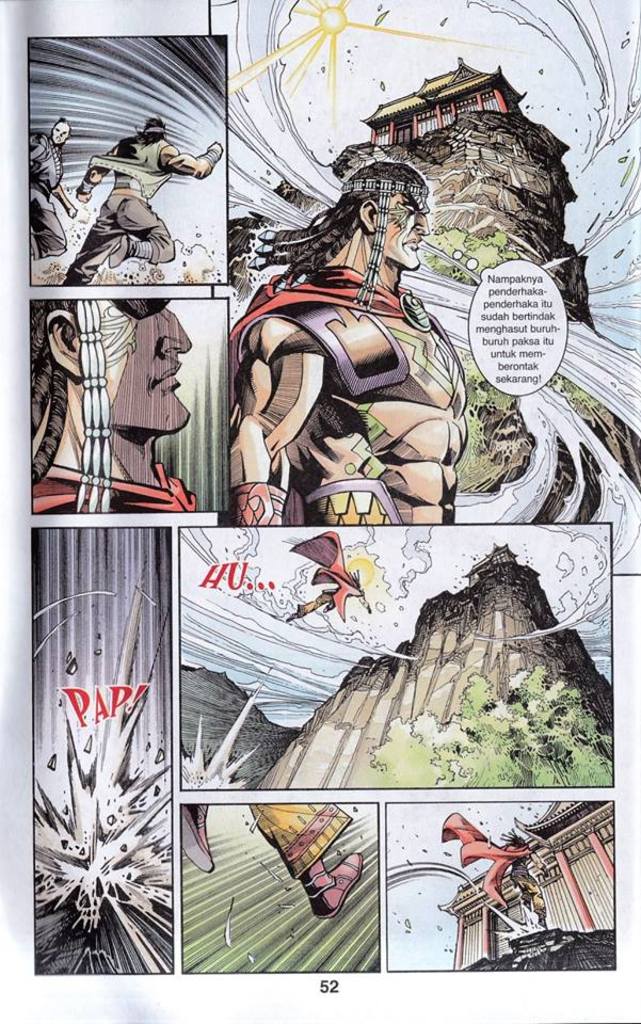 Nampaknya
penderhaka-
penderhaka itu
sudah bertindak
menghasut buruh-
buruh paksa itu
untuk mem-
berontak
sekarang!
HU...
PAP!
52